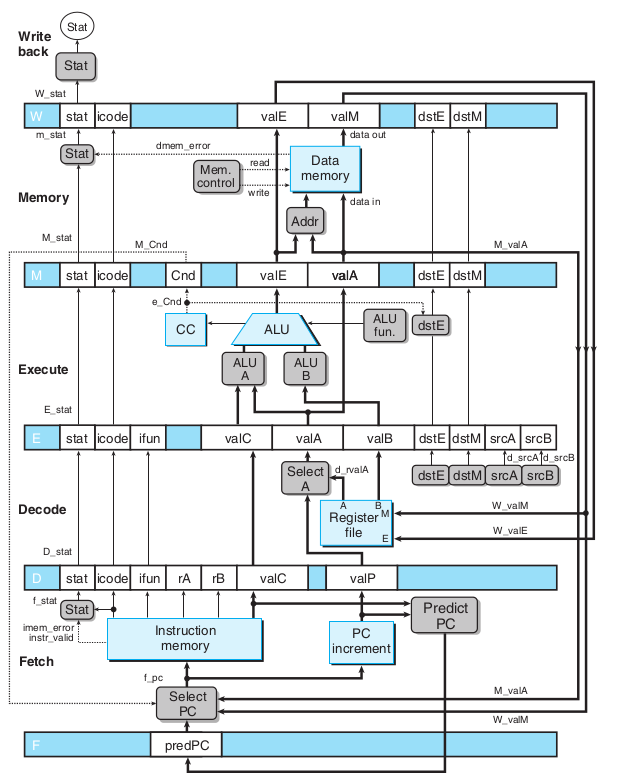 Stat
Write
back
Stat
W_stat
W stat icode valE valM dstE dstM
m_stat
data out
Stat
dmem_error
read
Mem.
control
write
Data
memory
data in
Memory
Addr
M_stat
M_Cnd
M_valA
M stat icode Cnd valE valA dstE dstM
e_Cnd
CC
ALU
ALU
fun.
dstE
ALU
A
ALU
B
Execute
E_stat
E stat icode ifun valC valA valB dstE dstM srcA srcB
d_srcA d_srcB
Select
A
d_rvalA
dstE dstM srcA srcB
A B
M
Register
file
E
W_valM
W_valE
Decode
D_stat
D stat icode ifun rA rB valC valP
f_stat
Stat
imem_error
instr_valid
Instruction
memory
PC
increment
Predict
PC
Fetch
f_pc
Select
PC
M_valA
W_valM
F predPC